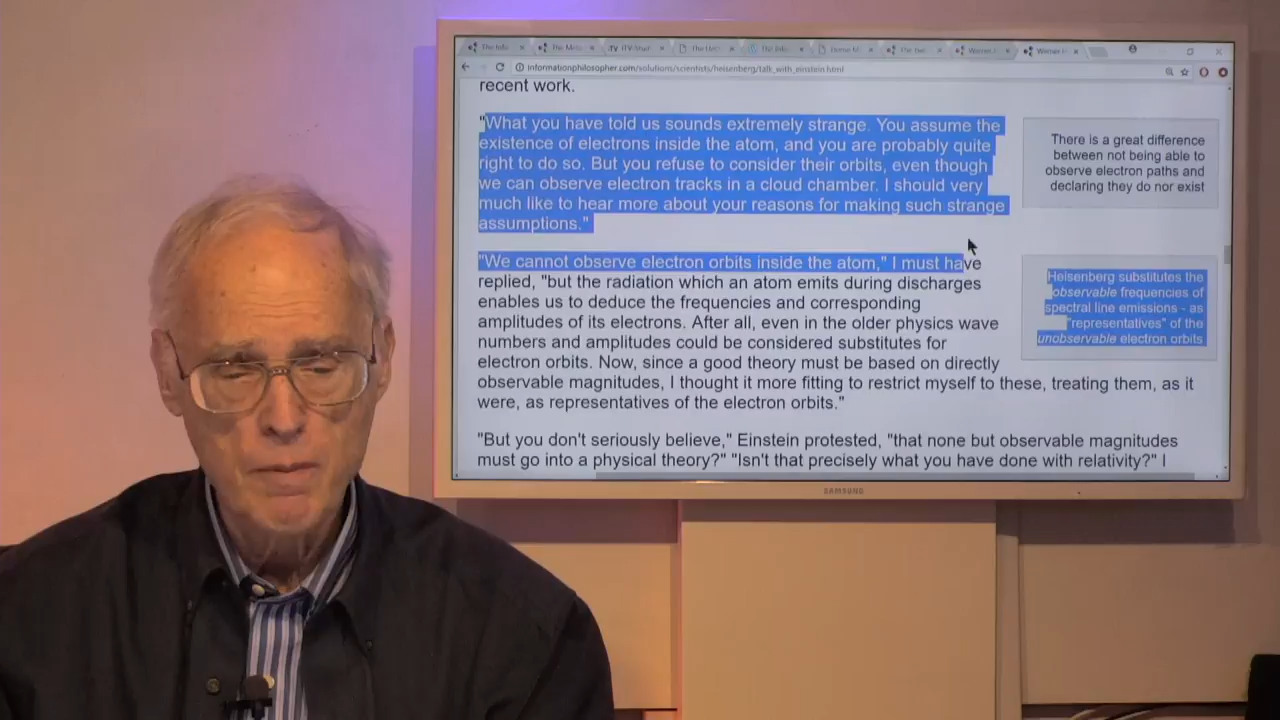 informationphilosopher.com/solutions/scientists/heisenberg/talk_with_einstein.html
recent work.
"What you have told us sounds extremely strange. You assume the
existence of electrons inside the atom, and you are probably quite
right to do so. But you refuse to consider their orbits, even though
we can observe electron tracks in a cloud chamber. I should very
much like to hear more about your reasons for making such strange
assumptions."
There is a great difference
between not being able to
observe electron paths and
declaring they do nor exist
"We cannot observe electron orbits inside the atom," I must have
replied, "but the radiation which an atom emits during discharges
enables us to deduce the frequencies and corresponding
amplitudes of its electrons. After all, even in the older physics wave
numbers and amplitudes could be considered substitutes for
electron orbits. Now, since a good theory must be based on directly
observable magnitudes, I thought it more fitting to restrict myself to these, treating them, as it
were, as representatives of the electron orbits."
Heisenberg substitutes the
observable frequencies of
spectral line emissions - as
"representatives" of the
unobservable electron orbits
"But you don't seriously believe," Einstein protested, "that none but observable magnitudes
must go into a physical theory?" "Isn't that precisely what you have done with relativity?" I
SAMSUNG